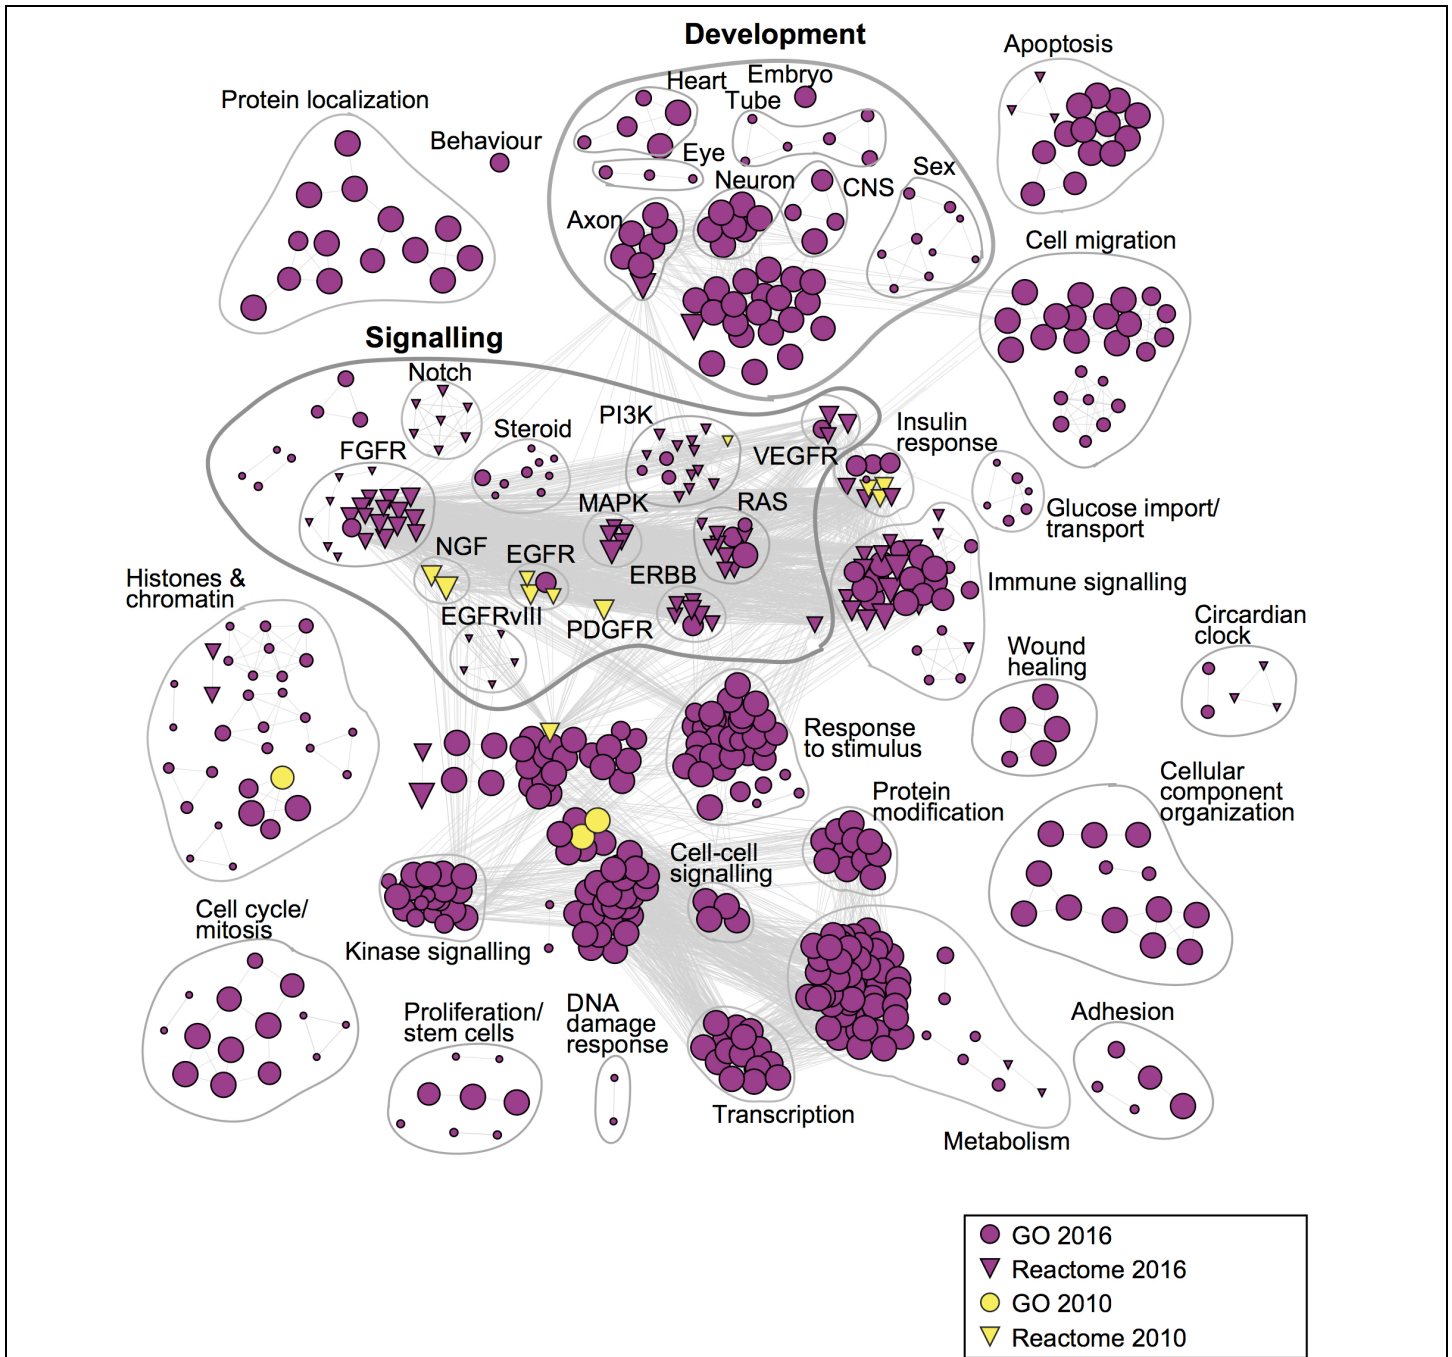 Development
Apoptosis
Heart
Embryo
Tube
Protein localization
Behaviour
Eye
Sex
Neuron
CNS
Axon
Cell migration
Signalling
Notch
PI3K
Steroid
Insulin
response
FGFR
VEGFR
MAPK
RAS
Glucose import/
transport
NGF
EGFR
ERBB
Immune signalling
Histones &
chromatin
EGFRvIII
PDGFR
Circardian
clock
Wound
healing
Response
to stimulus
Cellular
component
organization
Protein
modification
Cell-cell
signalling
Cell cycle/
mitosis
Kinase signalling
Proliferation/
stem cells
DNA
damage
response
Adhesion
Transcription
Metabolism
GO 2016
Reactome 2016
GO 2010
Reactome 2010